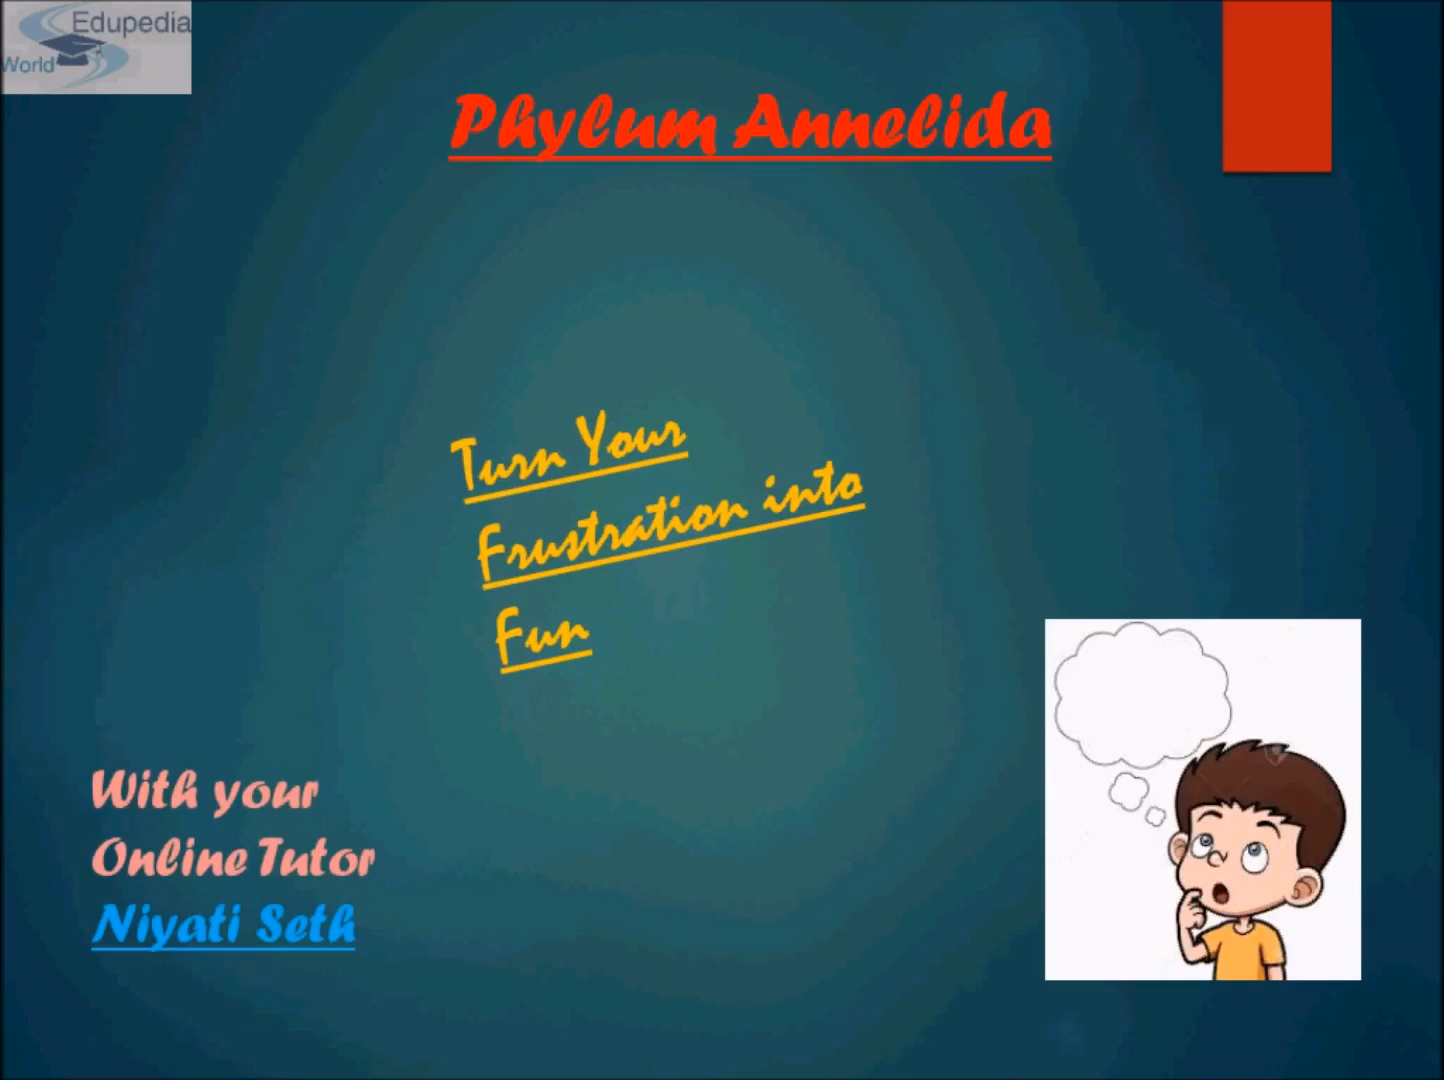 Edupedia
World
Phylum Annelida
Turn Your
Frustration into
Fun
With your
Online Tutor
Niyati Seth